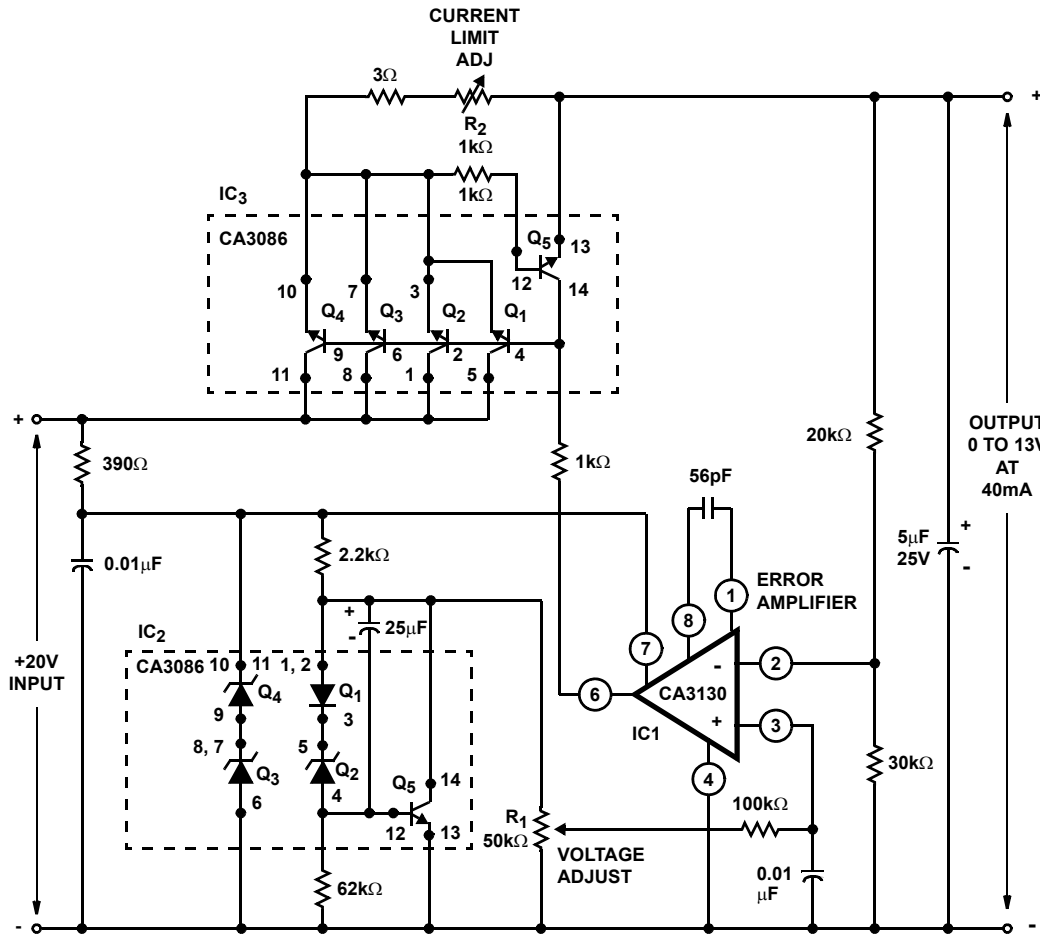 CURRENT
LIMIT
ADJ
3Ω
R2
1kΩ
1kΩ
+
IC3
CA3086
Q5
13
12
14
10
7
3
Q4
Q3
Q2
Q1
9
6
2
4
11
8
1
5
+
390Ω
1kΩ
20kΩ
OUTPUT
0 TO 13V
AT
40mA
56pF
5μF
25V
+
-
0.01μF
2.2kΩ
ERROR
AMPLIFIER
1
8
7
+
-
25μF
IC2
CA3086
+20V
INPUT
10
11
1, 2
Q4
Q1
9
3
8, 7
5
Q3
Q2
6
4
Q5
14
12
13
6
CA3130
-
+
IC1
2
3
4
30kΩ
R1
50kΩ
100kΩ
VOLTAGE
ADJUST
62kΩ
0.01
μF
-
-